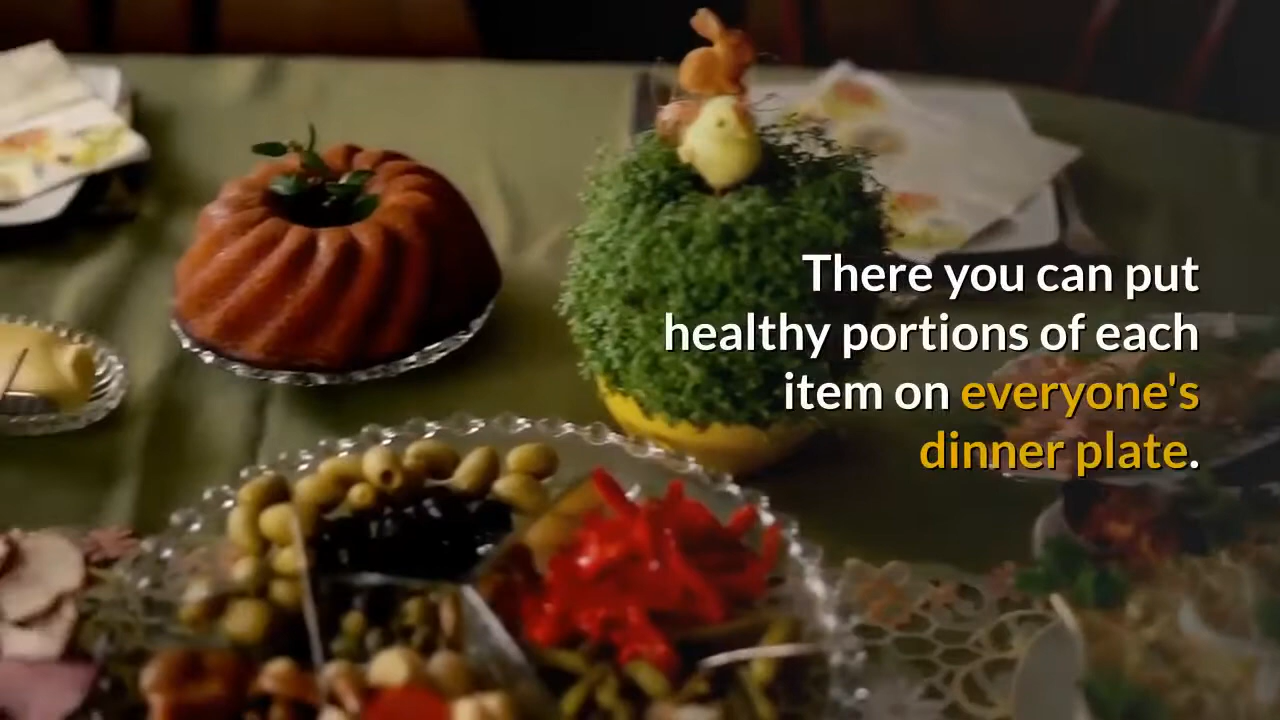 There you can put
healthy portions of each
item on everyone's
dinner plate.